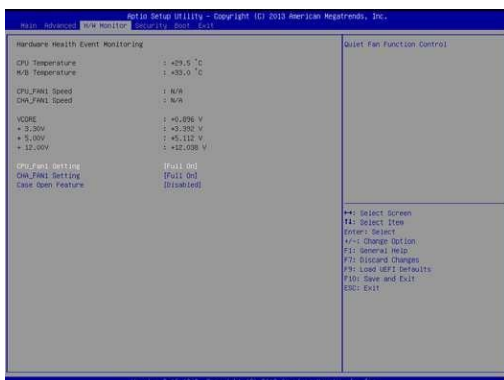 Aptio Setup Utility - Copyright (C) 2013 American Megatrends, Inc.
Main Advanced H/W Monitor Security Boot Exit
Hardware Health Event Monitoring
Quiet Fan Function Control
CPU Temperature : +29.5 °C
M/B Temperature : +33.0 °C
CPU_FAN1 Speed : N/A
CHA_FAN1 Speed : N/A
VCORE : +0.896 V
+ 3.30V : +3.392 V
+ 5.00V : +5.112 V
+ 12.00V : +12.038 V
CPU_Fan1 Setting [Full On]
CHA_FAN1 Setting [Full On]
Case Open Feature [Disabled]
→←: Select Screen
↑↓: Select Item
Enter: Select
+/-: Change Option
F1: General Help
F7: Discard Changes
F9: Load UEFI Defaults
F10: Save and Exit
ESC: Exit